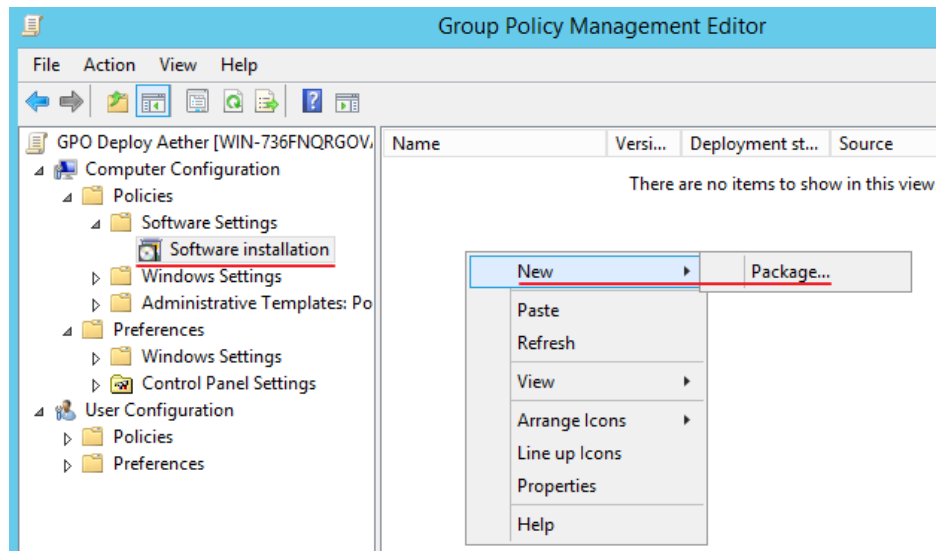 Group Policy Management Editor
File Action View Help
GPO Deploy Aether [WIN-736FNQRGOV
Computer Configuration
Policies
Software Settings
Software installation
Windows Settings
Administrative Templates: Po
Preferences
Windows Settings
Control Panel Settings
User Configuration
Policies
Preferences
Name Versi... Deployment st... Source
There are no items to show in this view
New Package...
Paste
Refresh
View
Arrange Icons
Line up Icons
Properties
Help